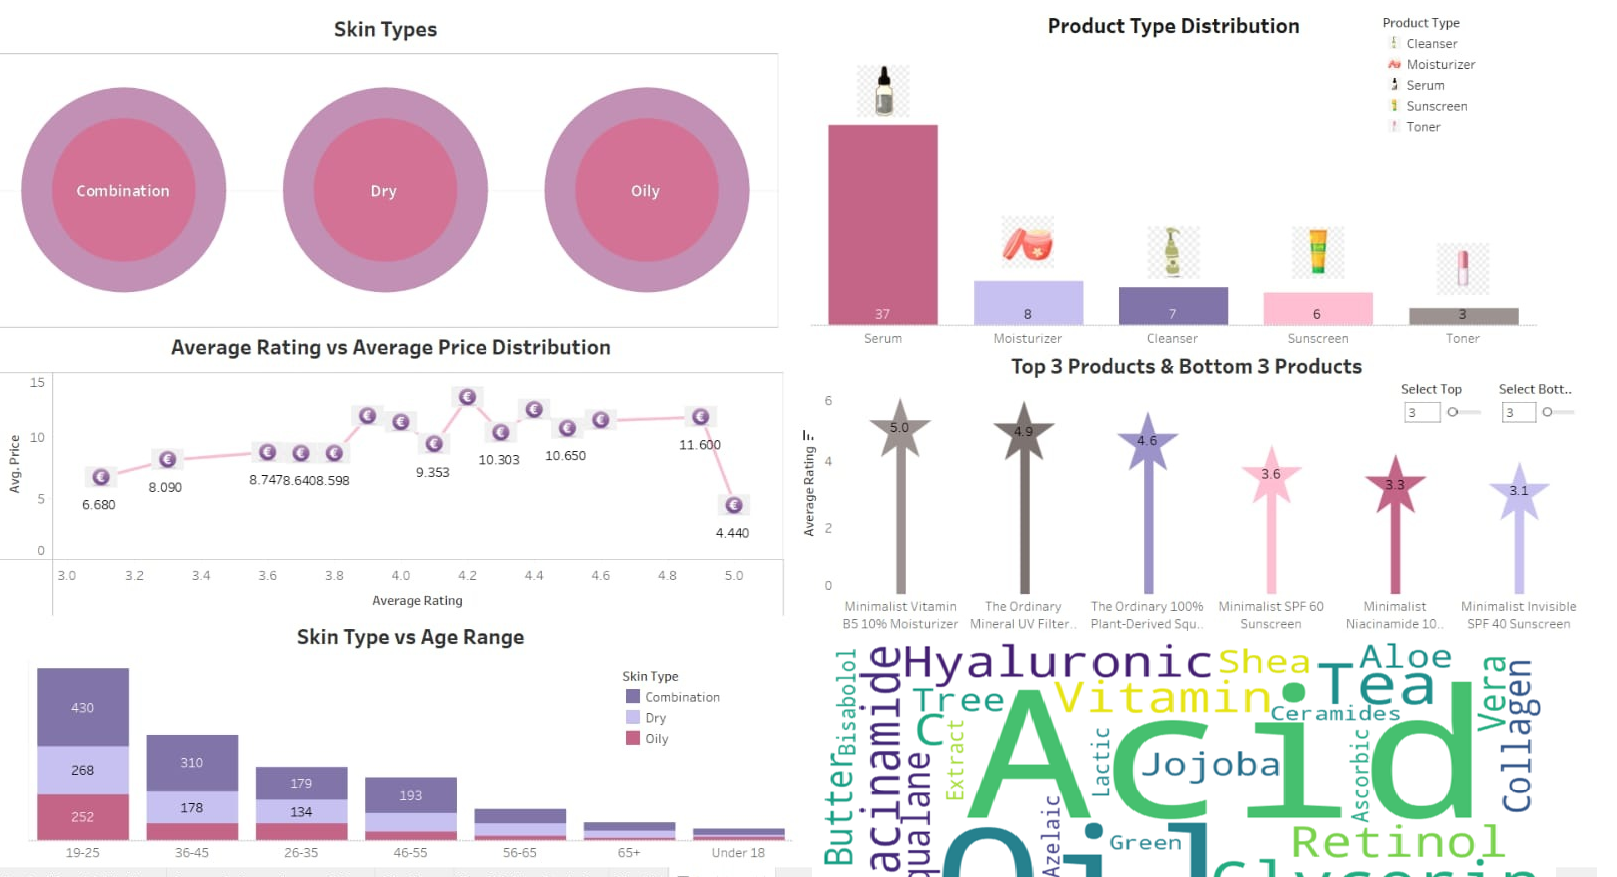 Skin Types
Combination
Dry
Oily
Product Type Distribution
Product Type
Cleanser
Moisturizer
Serum
Sunscreen
Toner
37
8
7
6
3
Serum
Moisturizer
Cleanser
Sunscreen
Toner
Average Rating vs Average Price Distribution
Avg. Price
15
10
5
0
6.680
8.090
8.747
8.640
8.598
9.353
10.303
10.650
11.600
4.440
3.0
3.2
3.4
3.6
3.8
4.0
4.2
4.4
4.6
4.8
5.0
Average Rating
Top 3 Products & Bottom 3 Products
Select Top
3
Select Bott..
3
Average Rating
6
4
2
0
5.0
4.9
4.6
3.6
3.3
3.1
Minimalist Vitamin
B5 10% Moisturizer
The Ordinary
Mineral UV Filter..
The Ordinary 100%
Plant-Derived Squ..
Minimalist SPF 60
Sunscreen
Minimalist
Niacinamide 10..
Minimalist Invisible
SPF 40 Sunscreen
Skin Type vs Age Range
Skin Type
Combination
Dry
Oily
430
268
252
310
178
179
134
193
19-25
36-45
26-35
46-55
56-65
65+
Under 18
Hyaluronic
Shea
Aloe
Tree
Vitamin
Tea
Ceramides
Vera
Collagen
Bisabolol
Butter
acinamide
qualane
C
Extract
Acid
Lactic
Jojoba
Ascorbic
Azelaic
Green
Oil
Retinol
Glycerin